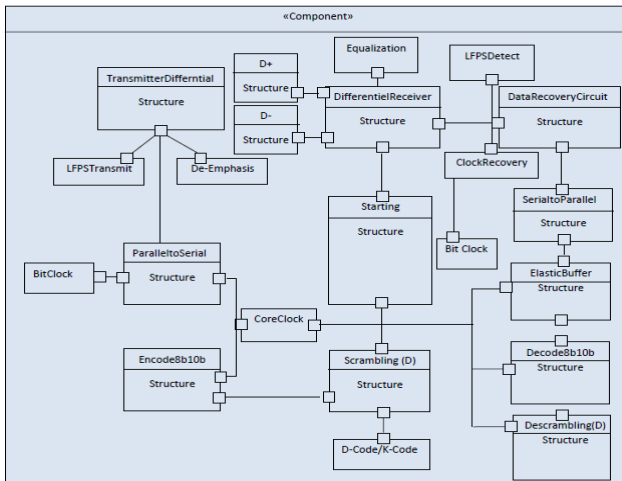 «Component»
D+
Structure
Equalization
LFPSDetect
TransmitterDifferntial
Structure
D-
Structure
DifferentielReceiver
Structure
DataRecoveryCircuit
Structure
LFPSTransmit
De-Emphasis
ClockRecovery
Starting
Structure
SerialtoParallel
Structure
ParalleltoSerial
Structure
Bit Clock
BitClock
ElasticBuffer
Structure
CoreClock
Encode8b10b
Structure
Scrambling (D)
Structure
Decode8b10b
Structure
D-Code/K-Code
Descrambling(D)
Structure